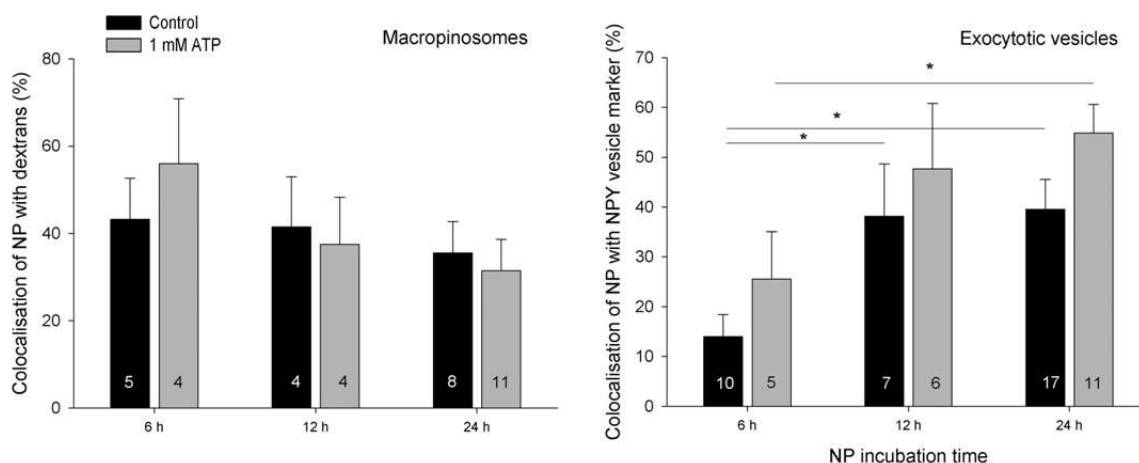 Control
1 mM ATP
Macropinosomes
Colocalisation of NP with dextrans (%)
80
60
40
20
0
5
4
4
4
8
11
6 h
12 h
24 h
Exocytotic vesicles
Colocalisation of NP with NPY vesicle marker (%)
70
60
50
40
30
20
10
0
*
*
*
10
5
7
6
17
11
6 h
12 h
24 h
NP incubation time